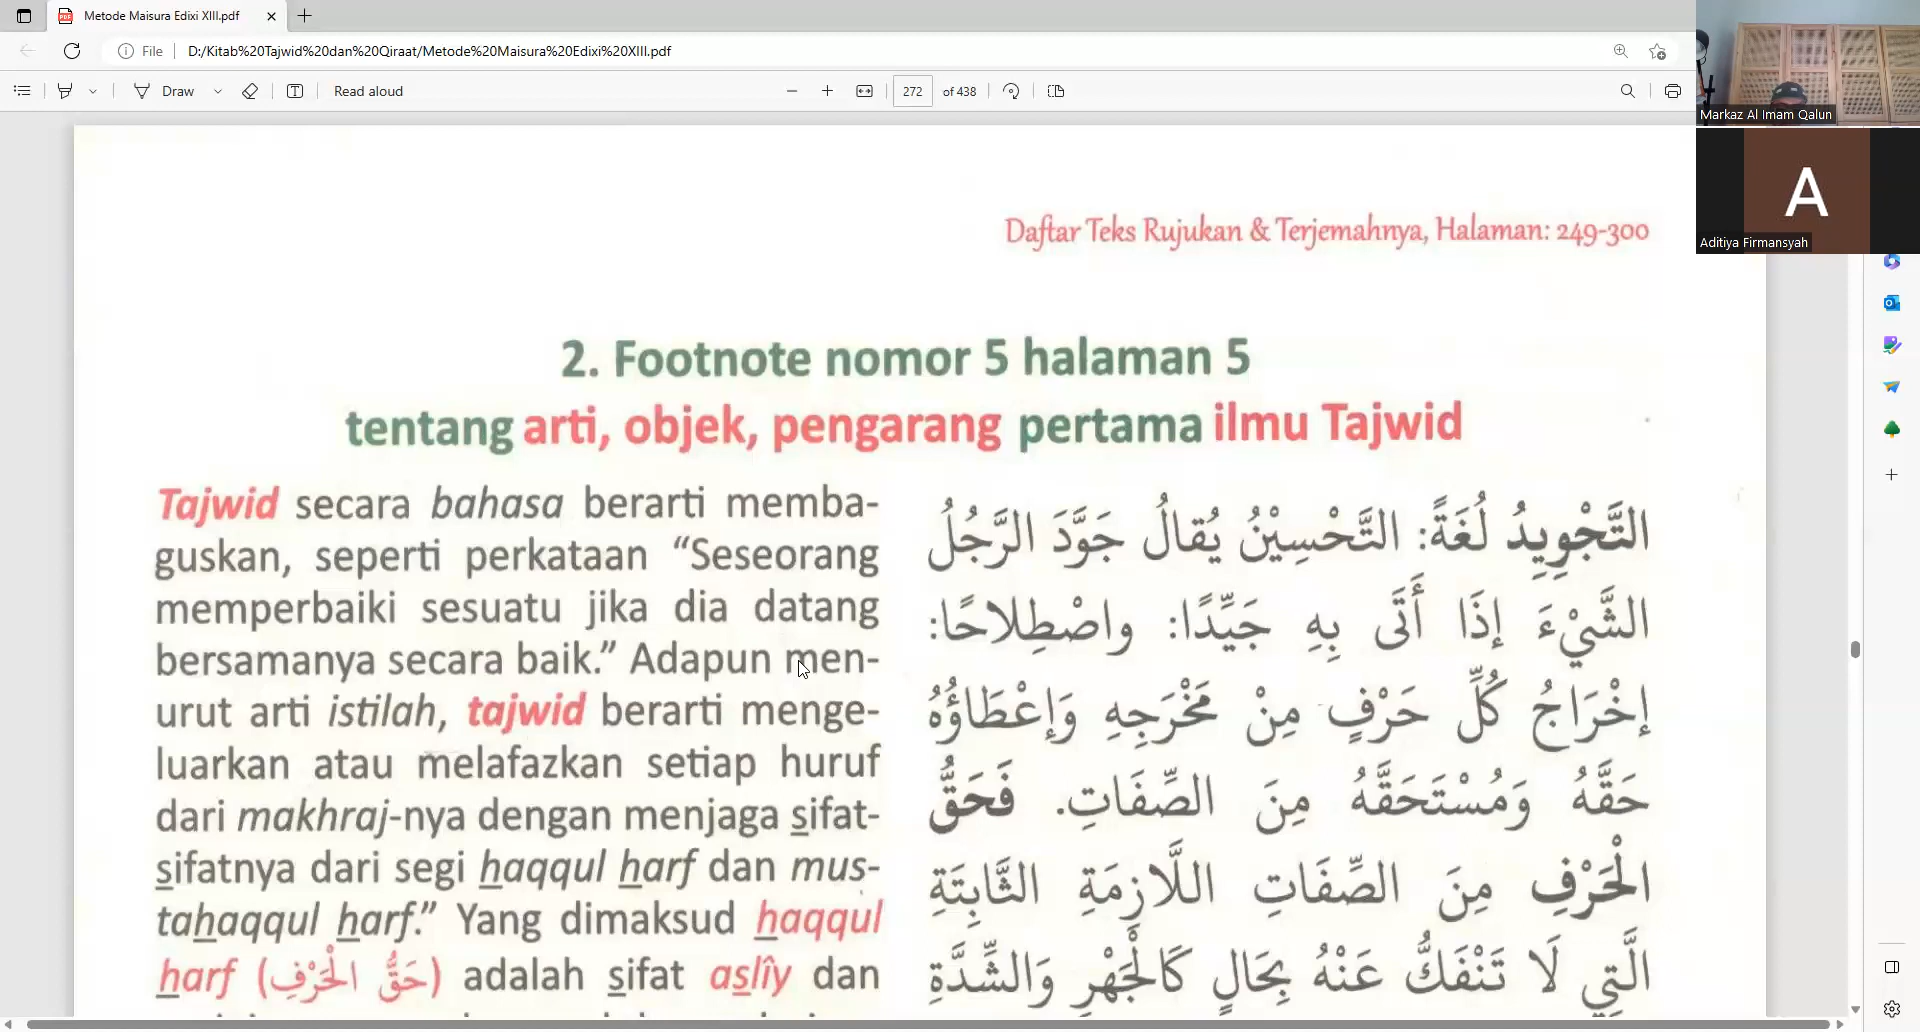 Metode Maisura Edixi XIII.pdf
File
D:/Kitab%20Tajwid%20dan%20Qiraat/Metode%20Maisura%20Edixi%20XIII.pdf
Draw
Read aloud
272
of 438
Markaz Al Imam Qalun
A
Aditiya Firmansyah
Daftar Teks Rujukan & Terjemahnya, Halaman: 249-300
2. Footnote nomor 5 halaman 5
tentang arti, objek, pengarang pertama ilmu Tajwid
Tajwid secara bahasa berarti memba-
guskan, seperti perkataan “Seseorang
memperbaiki sesuatu jika dia datang
bersamanya secara baik.” Adapun men-
urut arti istilah, tajwid berarti menge-
luarkan atau melafazkan setiap huruf
dari makhraj-nya dengan menjaga sifat-
sifatnya dari segi haqqul harf dan mus-
tahaqqul harf.” Yang dimaksud haqqul
harf (حَقُّ الْحَرْفِ) adalah sifat aslîy dan
التَّجْوِيدُ لُغَةً: التَّحْسِيْنُ يُقالُ جَوَّدَ الرَّجُلُ
الشَّيْءَ إذَا أَتَى بِهِ جَيِّدًا: واصْطِلاحًا:
إخْرَاجُ كُلِّ حَرْفٍ مِنْ مَخْرَجِهِ وَإعْطَاؤُهُ
حَقَّهُ وَمُسْتَحَقَّهُ مِنَ الصِّفَاتِ. فَحَقُّ
الْحَرْفِ مِنَ الصِّفَاتِ اللَّازِمَةِ الثَّابِتَةِ
الَّتِي لَا تَنْفَكُّ عَنْهُ بِحَالٍ كَالْجَهْرِ وَالشِّدَّةِ